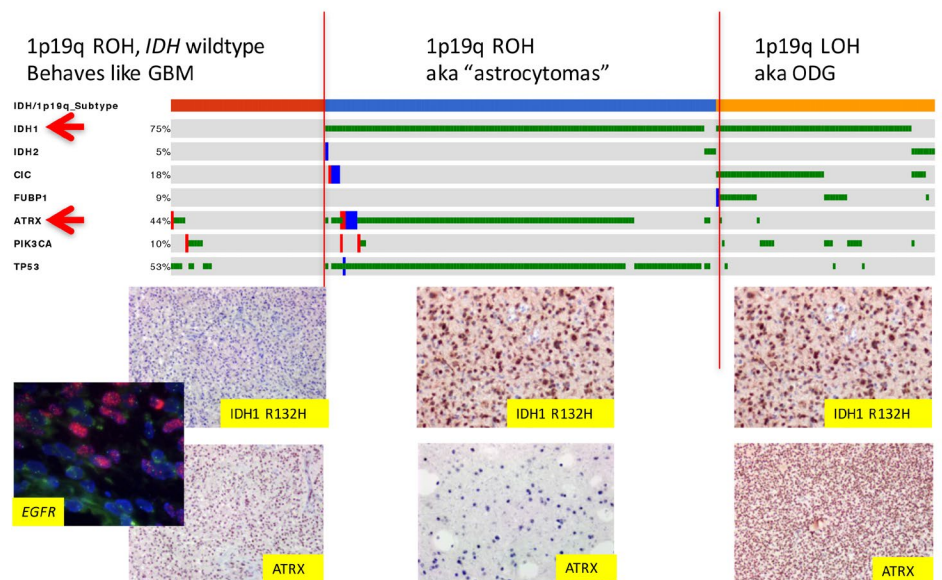 1p19q ROH, IDH wildtype
Behaves like GBM
1p19q ROH
aka “astrocytomas”
1p19q LOH
aka ODG
IDH/1p19q_Subtype
IDH1 75%
IDH2 5%
CIC 18%
FUBP1 9%
ATRX 44%
PIK3CA 10%
TP53 53%
IDH1 R132H
IDH1 R132H
IDH1 R132H
EGFR
ATRX
ATRX
ATRX